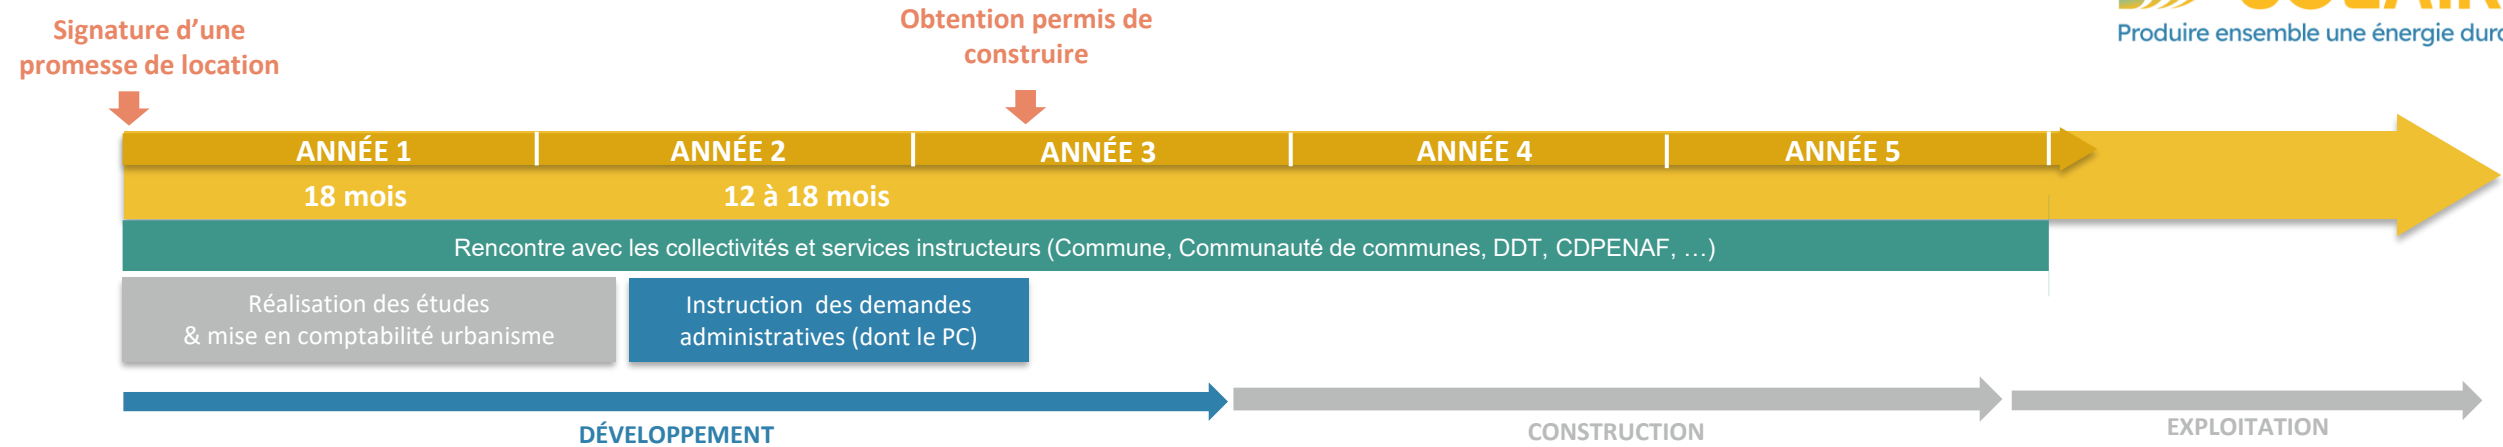 Signature d’une
promesse de location
Obtention permis de
construire
Produire ensemble une énergie
ANNÉE 1
ANNÉE 2
ANNÉE 3
ANNÉE 4
ANNÉE 5
18 mois
12 à 18 mois
Rencontre avec les collectivités et services instructeurs (Commune, Communauté de communes, DDT, CDPENAF, …)
Réalisation des études
& mise en comptabilité urbanisme
Instruction des demandes
administratives (dont le PC)
DÉVELOPPEMENT
CONSTRUCTION
EXPLOITATION